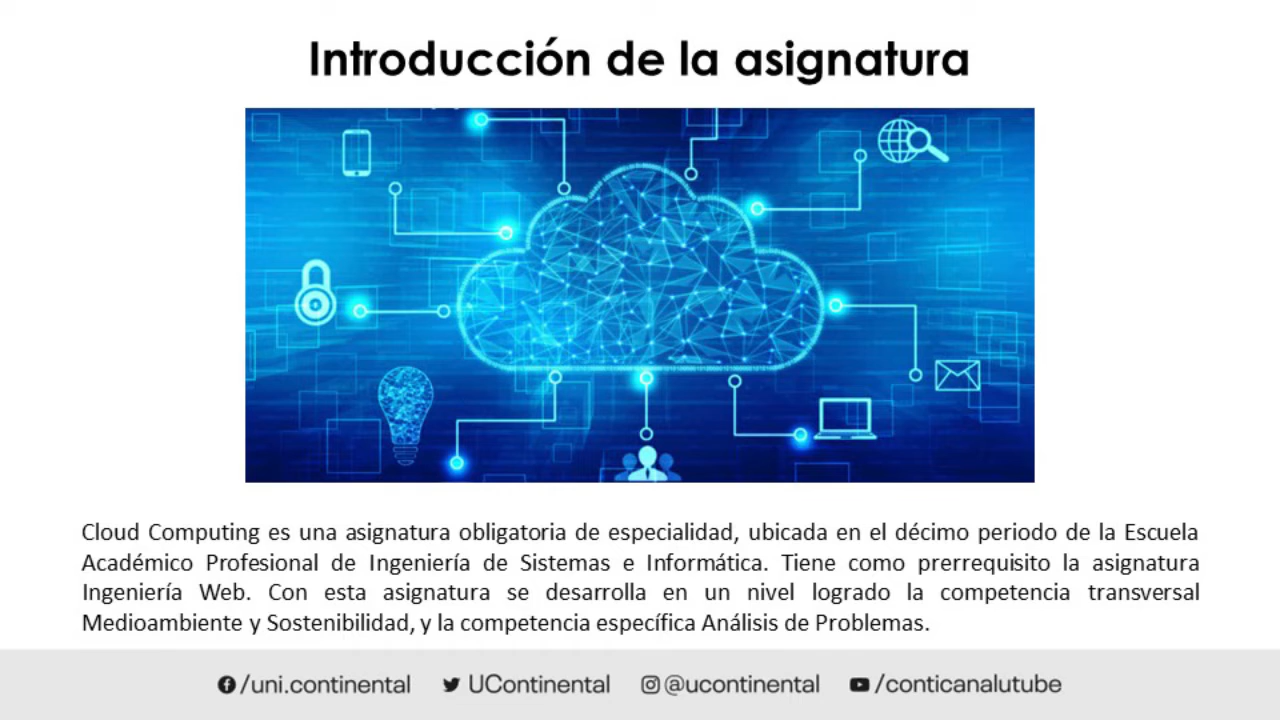 Introducción de la asignatura
Cloud Computing es una asignatura obligatoria de especialidad, ubicada en el décimo periodo de la Escuela
Académico Profesional de Ingeniería de Sistemas e Informática. Tiene como prerrequisito la asignatura
Ingeniería Web. Con esta asignatura se desarrolla en un nivel logrado la competencia transversal
Medioambiente y Sostenibilidad, y la competencia específica Análisis de Problemas.
/uni.continental UContinental @ucontinental /conticanalutube